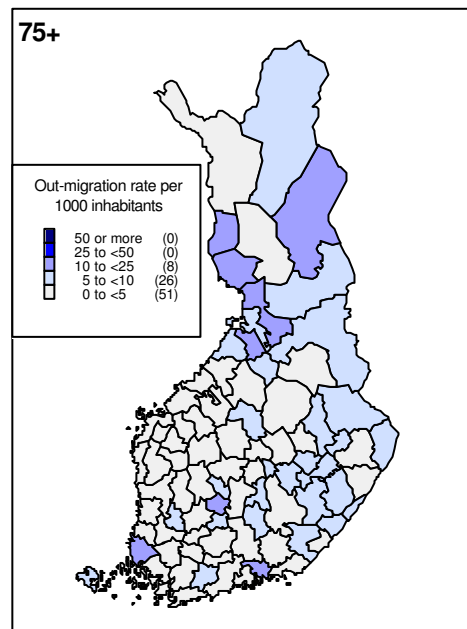 75+
Out-migration rate per
1000 inhabitants
50 or more (0)
25 to <50 (0)
10 to <25 (8)
5 to <10 (26)
0 to <5 (51)